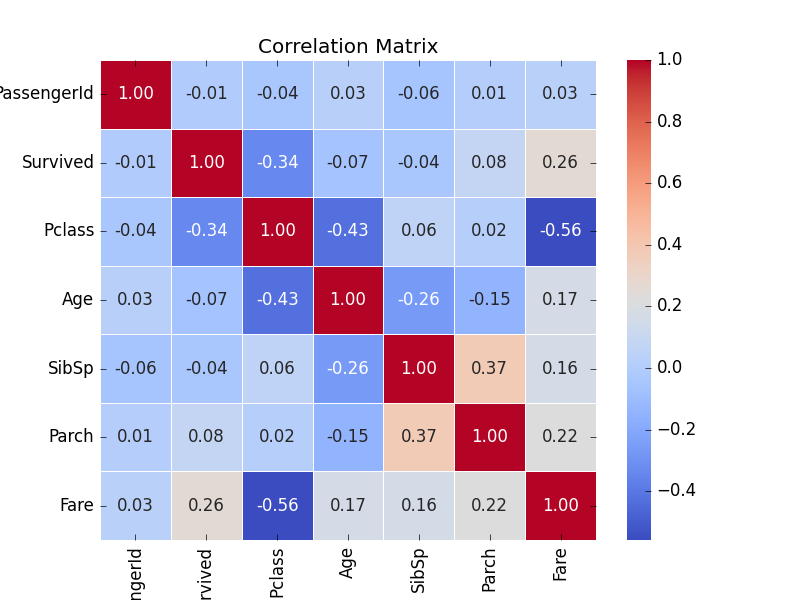 Correlation Matrix
PassengerId 1.00 -0.01 -0.04 0.03 -0.06 0.01 0.03
Survived -0.01 1.00 -0.34 -0.07 -0.04 0.08 0.26
Pclass -0.04 -0.34 1.00 -0.43 0.06 0.02 -0.56
Age 0.03 -0.07 -0.43 1.00 -0.26 -0.15 0.17
SibSp -0.06 -0.04 0.06 -0.26 1.00 0.37 0.16
Parch 0.01 0.08 0.02 -0.15 0.37 1.00 0.22
Fare 0.03 0.26 -0.56 0.17 0.16 0.22 1.00
ngerId
rvived
Pclass
Age
SibSp
Parch
Fare
1.0
0.8
0.6
0.4
0.2
0.0
−0.2
−0.4